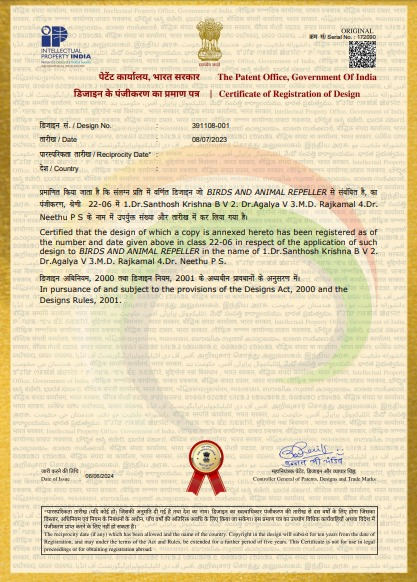 ORIGINAL
क्रम सं/ Serial No. : 172090
INTELLECTUAL
PROPERTY INDIA
पेटेंट कार्यालय, भारत सरकार | The Patent Office, Government Of India
डिजाइन के पंजीकरण का प्रमाण पत्र | Certificate of Registration of Design
डिजाइन सं. / Design No. : 391108-001
तारीख / Date : 08/07/2023
पारस्परिकता तारीख / Reciprocity Date* :
देश / Country :
प्रमाणित किया जाता है कि संलग्न प्रति में वर्णित डिजाइन जो BIRDS AND ANIMAL REPELLER से संबंधित है, का
पंजीकरण, श्रेणी 22-06 में 1.Dr.Santhosh Krishna B V 2. Dr.Agalya V 3.M.D. Rajkamal 4.Dr.
Neethu P S के नाम में उपर्युक्त संख्या और तारीख में कर लिया गया है।
Certified that the design of which a copy is annexed hereto has been registered as of
the number and date given above in class 22-06 in respect of the application of such
design to BIRDS AND ANIMAL REPELLER in the name of 1.Dr.Santhosh Krishna B V 2.
Dr.Agalya V 3.M.D. Rajkamal 4.Dr. Neethu P S.
डिजाइन अधिनियम, 2000 तथा डिजाइन नियम, 2001 के अध्यधीन प्रावधानों के अनुसरण में।
In pursuance of and subject to the provisions of the Designs Act, 2000 and the
Designs Rules, 2001.
जारी करने की तिथि :
Date of Issue
06/06/2024
महानियंत्रक पेटेंट, डिजाइन और व्यापार चिह्न
Controller General of Patents, Designs and Trade Marks
The reciprocity date (if any) which has been allowed and the name of the country. Copyright in the design will subsist for ten years from the date of
Registration, and may under the terms of the Act and Rules, be extended for a further period of five years. This Certificate is not for use in legal
proceedings or for obtaining registration abroad.